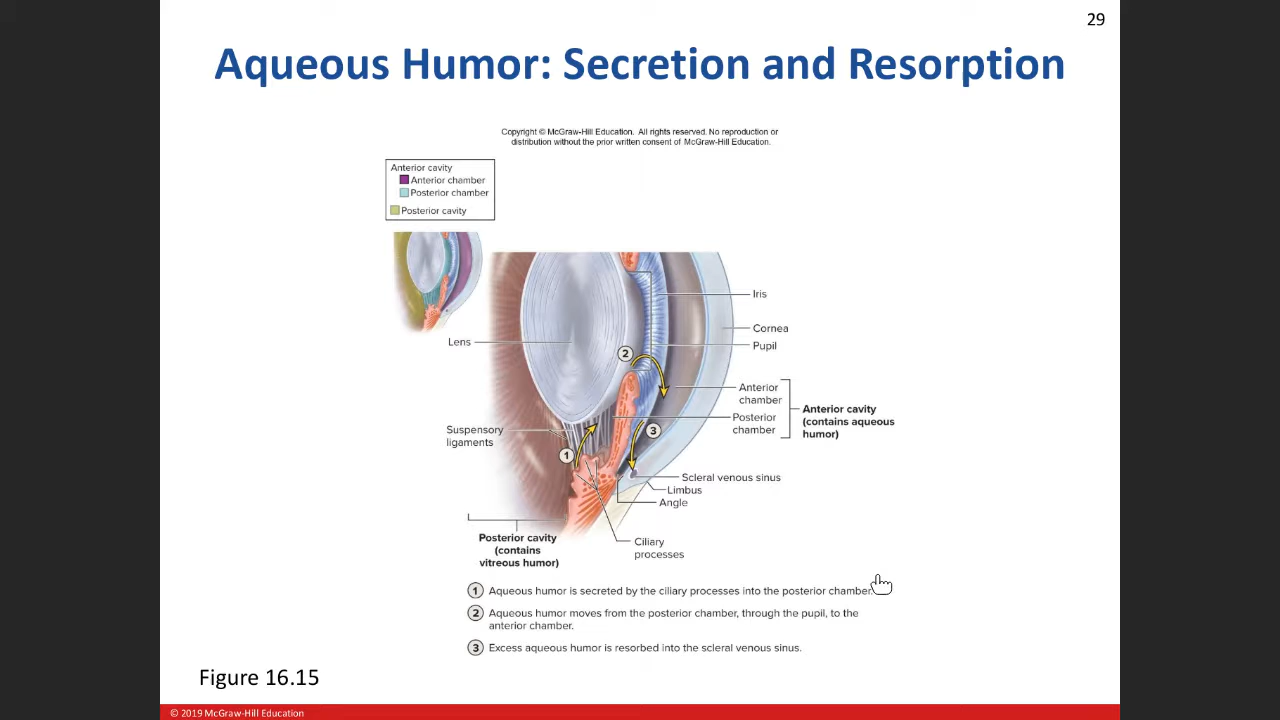 29
Aqueous Humor: Secretion and Resorption
Copyright © McGraw-Hill Education. All rights reserved. No reproduction or
distribution without the prior written consent of McGraw-Hill Education.
Anterior cavity
Anterior chamber
Posterior chamber
Posterior cavity
Iris
Cornea
Lens
2
Pupil
Anterior
chamber
Posterior
chamber
Anterior cavity
(contains aqueous
humor)
Suspensory
ligaments
3
1
Scleral venous sinus
Limbus
Angle
Posterior cavity
(contains
vitreous humor)
Ciliary
processes
1 Aqueous humor is secreted by the ciliary processes into the posterior chamber.
2 Aqueous humor moves from the posterior chamber, through the pupil, to the
anterior chamber.
3 Excess aqueous humor is resorbed into the scleral venous sinus.
Figure 16.15
© 2019 McGraw-Hill Education